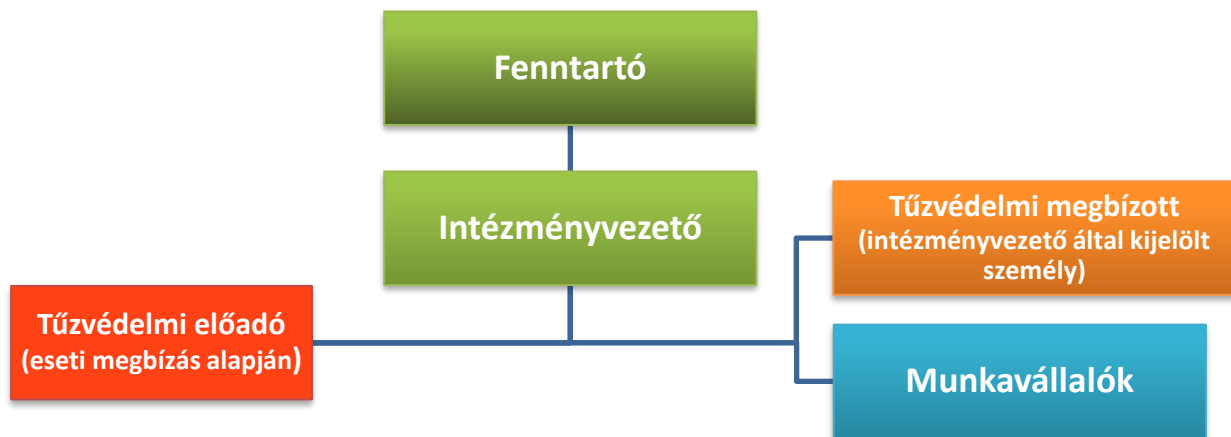 Fenntartó
Intézményvezető
Tűzvédelmi megbízott
(intézményvezető által kijelölt
személy)
Tűzvédelmi előadó
(eseti megbízás alapján)
Munkavállalók